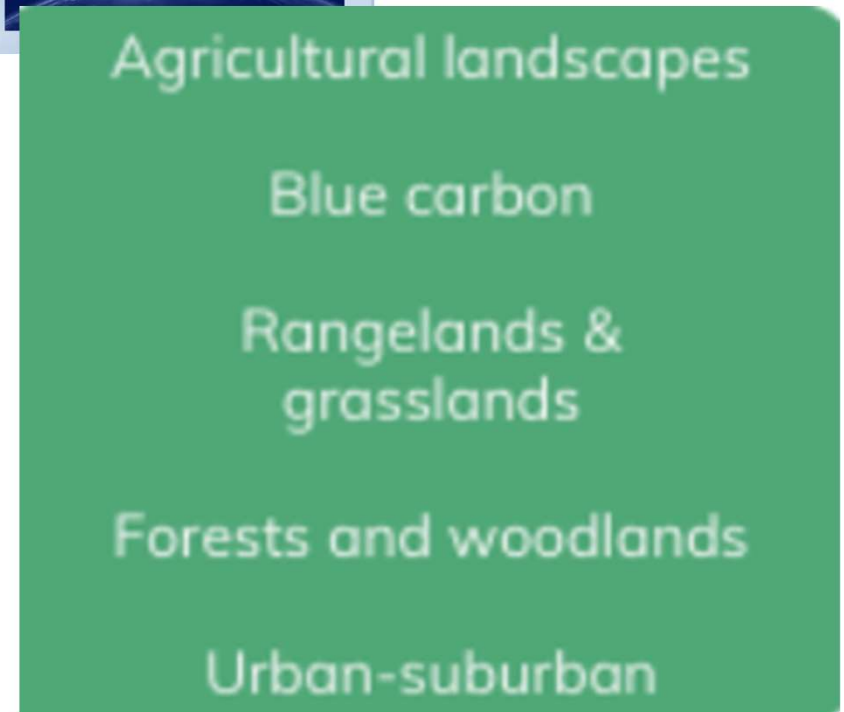 Agricultural landscapes
Blue carbon
Rangelands &
grasslands
Forests and woodlands
Urban-suburban